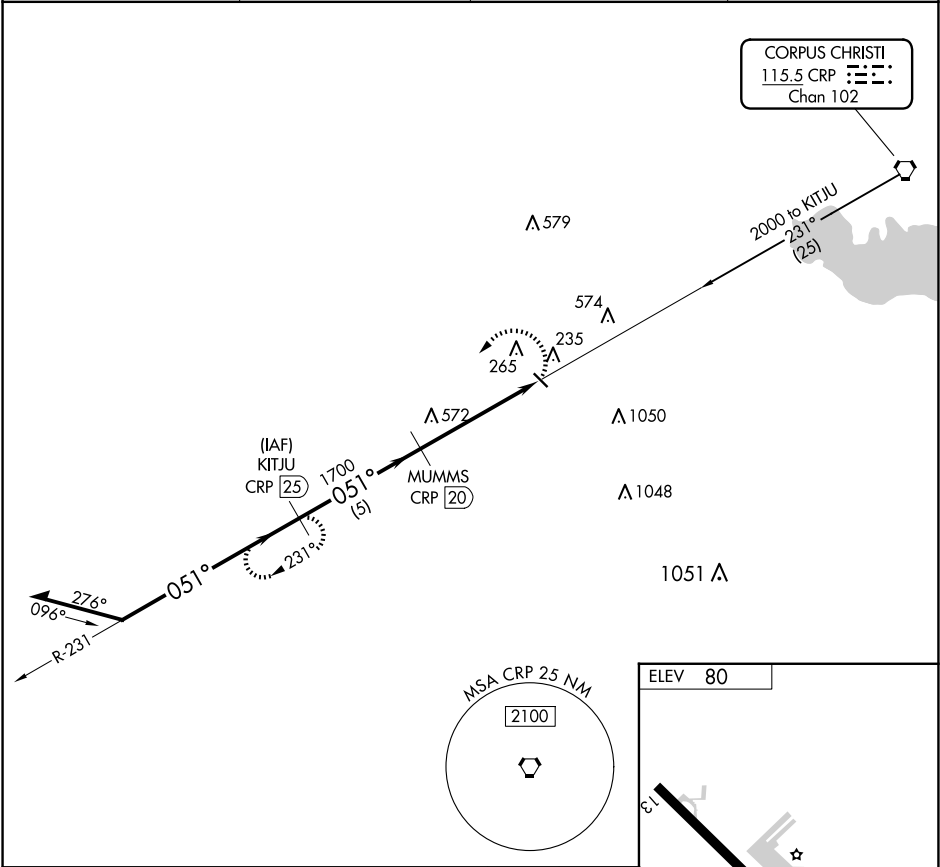 CORPUS CHRISTI
115.5 CRP
Chan 102
2000 to KITJU
231°
(25)
579
574
235
265
572
1050
(IAF)
KITJU
CRP 25
1700
051°
(5)
MUMMS
CRP 20
1048
231°
051°
1051
276°
096°
R-231
MSA CRP 25 NM
2100
ELEV 80
13